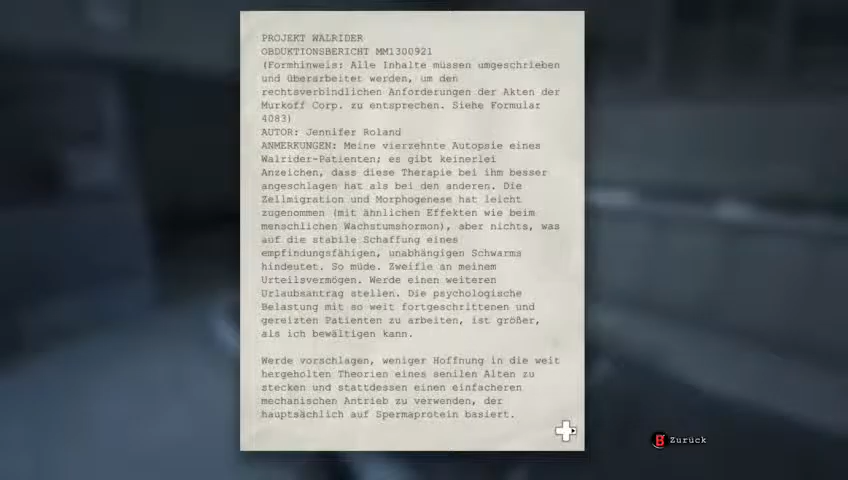 PROJEKT WALRIDER
OBDUKTIONSBERICHT MM1300921
(Formhinweis: Alle Inhalte müssen umgeschrieben
und überarbeitet werden, um den
rechtsverbindlichen Anforderungen der Akten der
Murkoff Corp. zu entsprechen. Siehe Formular
4083)
AUTOR: Jennifer Roland
ANMERKUNGEN: Meine vierzehnte Autopsie eines
Walrider-Patienten; es gibt keinerlei
Anzeichen, dass diese Therapie bei ihm besser
angeschlagen hat als bei den anderen. Die
Zellmigration und Morphogenese hat leicht
zugenommen (mit ähnlichen Effekten wie beim
menschlichen Wachstumshormon), aber nichts, was
auf die stabile Schaffung eines
empfindungsfähigen, unabhängigen Schwarms
hindeutet. So müde. Zweifle an meinem
Urteilsvermögen. Werde einen weiteren
Urlaubsantrag stellen. Die psychologische
Belastung mit so weit fortgeschrittenen und
gereizten Patienten zu arbeiten, ist größer,
als ich bewältigen kann.
Werde vorschlagen, weniger Hoffnung in die weit
hergeholten Theorien eines senilen Alten zu
stecken und stattdessen einen einfacheren
mechanischen Antrieb zu verwenden, der
hauptsächlich auf Spermaprotein basiert.
B Zurück